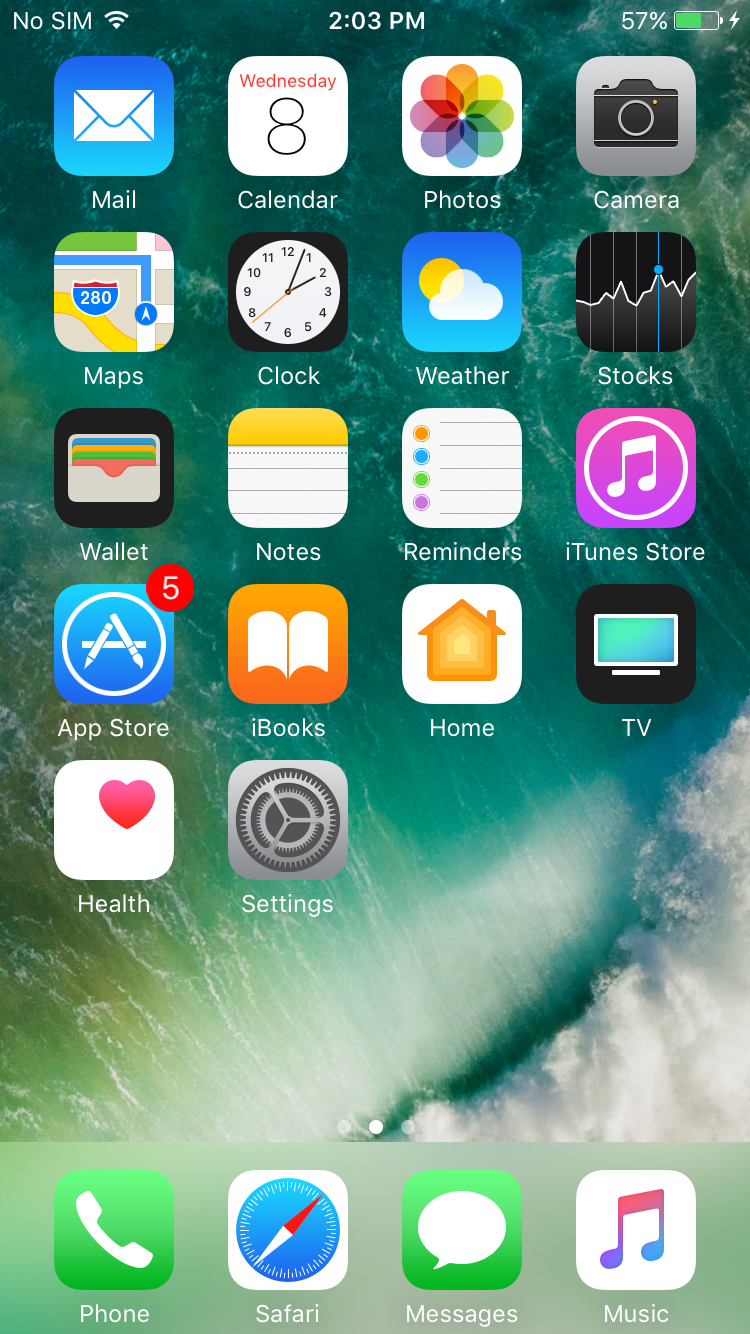 No SIM 2:03 PM 57%
Wednesday
8
Mail Calendar Photos Camera
280
12
11 1
10 2
9 3
8 4
7 5
6
Maps Clock Weather Stocks
Wallet Notes Reminders iTunes Store
5
App Store iBooks Home TV
Health Settings
Phone Safari Messages Music